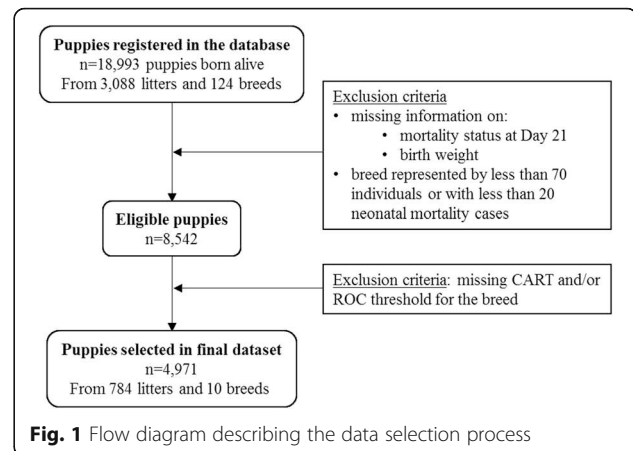 Puppies registered in the database
n=18,993 puppies born alive
From 3,088 litters and 124 breeds
Exclusion criteria
• missing information on:
• mortality status at Day 21
• birth weight
• breed represented by less than 70
individuals or with less than 20
neonatal mortality cases
Eligible puppies
n=8,542
Exclusion criteria: missing CART and/or
ROC threshold for the breed
Puppies selected in final dataset
n=4,971
From 784 litters and 10 breeds
Fig. 1 Flow diagram describing the data selection process